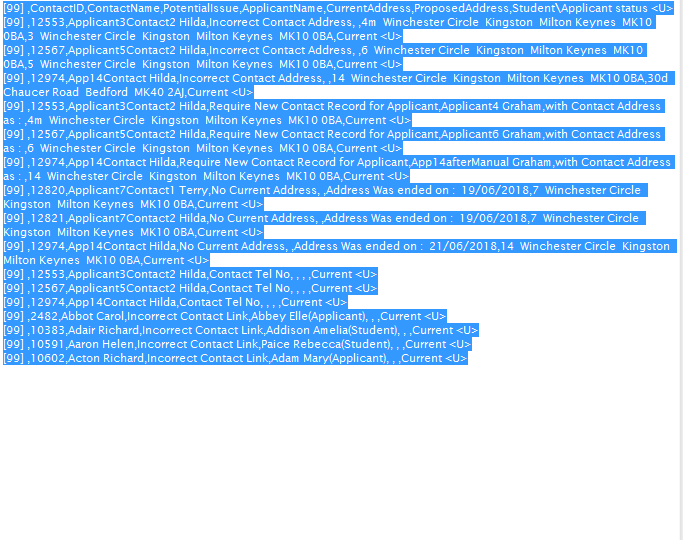 [99] ,ContactID,ContactName,PotentialIssue,ApplicantName,CurrentAddress,ProposedAddress,Student\Applicant status <U>
[99] ,12553,Applicant3Contact2 Hilda,Incorrect Contact Address, ,4m  Winchester Circle  Kingston  Milton Keynes  MK10
0BA,3  Winchester Circle  Kingston  Milton Keynes  MK10 0BA,Current <U>
[99] ,12567,Applicant5Contact2 Hilda,Incorrect Contact Address, ,6  Winchester Circle  Kingston  Milton Keynes  MK10
0BA,5  Winchester Circle  Kingston  Milton Keynes  MK10 0BA,Current <U>
[99] ,12974,App14Contact Hilda,Incorrect Contact Address, ,14  Winchester Circle  Kingston  Milton Keynes  MK10 0BA,30d
Chaucer Road  Bedford  MK40 2AJ,Current <U>
[99] ,12553,Applicant3Contact2 Hilda,Require New Contact Record for Applicant,Applicant4 Graham,with Contact Address
as : ,4m  Winchester Circle  Kingston  Milton Keynes  MK10 0BA,Current <U>
[99] ,12567,Applicant5Contact2 Hilda,Require New Contact Record for Applicant,Applicant6 Graham,with Contact Address
as : ,6  Winchester Circle  Kingston  Milton Keynes  MK10 0BA,Current <U>
[99] ,12974,App14Contact Hilda,Require New Contact Record for Applicant,App14afterManual Graham,with Contact Address
as : ,14  Winchester Circle  Kingston  Milton Keynes  MK10 0BA,Current <U>
[99] ,12820,Applicant7Contact1 Terry,No Current Address, ,Address Was ended on :  19/06/2018,7  Winchester Circle
Kingston  Milton Keynes  MK10 0BA,Current <U>
[99] ,12821,Applicant7Contact2 Hilda,No Current Address, ,Address Was ended on :  19/06/2018,7  Winchester Circle
Kingston  Milton Keynes  MK10 0BA,Current <U>
[99] ,12974,App14Contact Hilda,No Current Address, ,Address Was ended on :  21/06/2018,14  Winchester Circle  Kingston
Milton Keynes  MK10 0BA,Current <U>
[99] ,12553,Applicant3Contact2 Hilda,Contact Tel No, , , ,Current <U>
[99] ,12567,Applicant5Contact2 Hilda,Contact Tel No, , , ,Current <U>
[99] ,12974,App14Contact Hilda,Contact Tel No, , , ,Current <U>
[99] ,2482,Abbot Carol,Incorrect Contact Link,Abbey Elle(Applicant), , ,Current <U>
[99] ,10383,Adair Richard,Incorrect Contact Link,Addison Amelia(Student), , ,Current <U>
[99] ,10591,Aaron Helen,Incorrect Contact Link,Paice Rebecca(Student), , ,Current <U>
[99] ,10602,Acton Richard,Incorrect Contact Link,Adam Mary(Applicant), , ,Current <U>